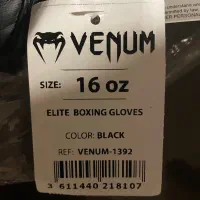 VENUM
SIZE: 16 oz
ELITE BOXING GLOVES
COLOR: BLACK
REF: VENUM-1392
3 611440 218107